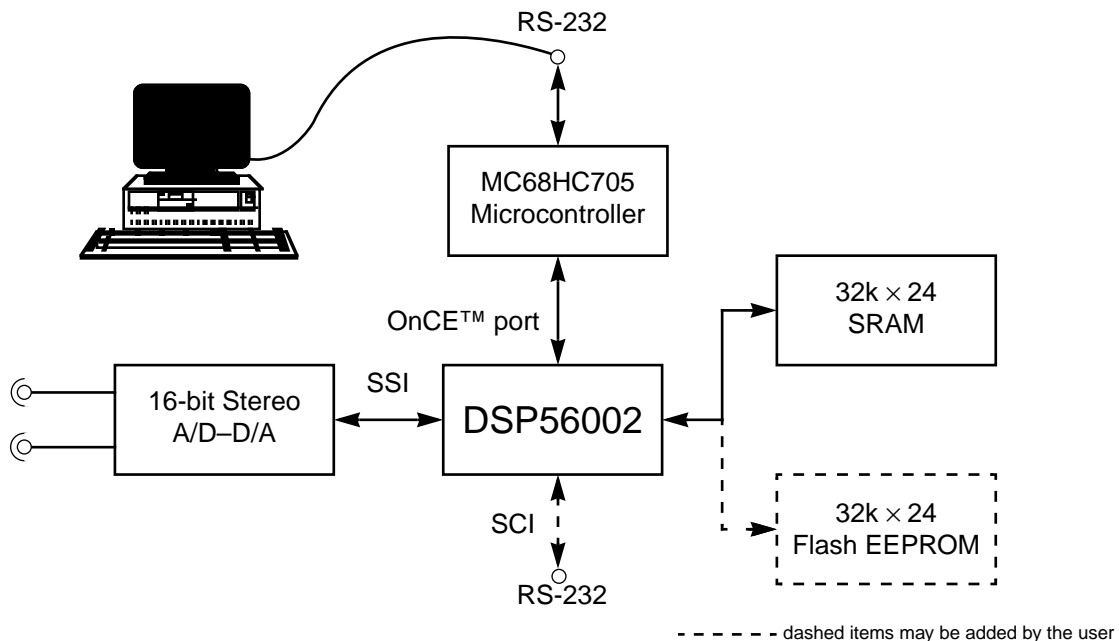 RS-232
MC68HC705
Microcontroller
32k × 24
SRAM
OnCE™ port
SSI
16-bit Stereo
A/D–D/A
DSP56002
SCI
32k × 24
Flash EEPROM
RS-232
dashed items may be added by the user